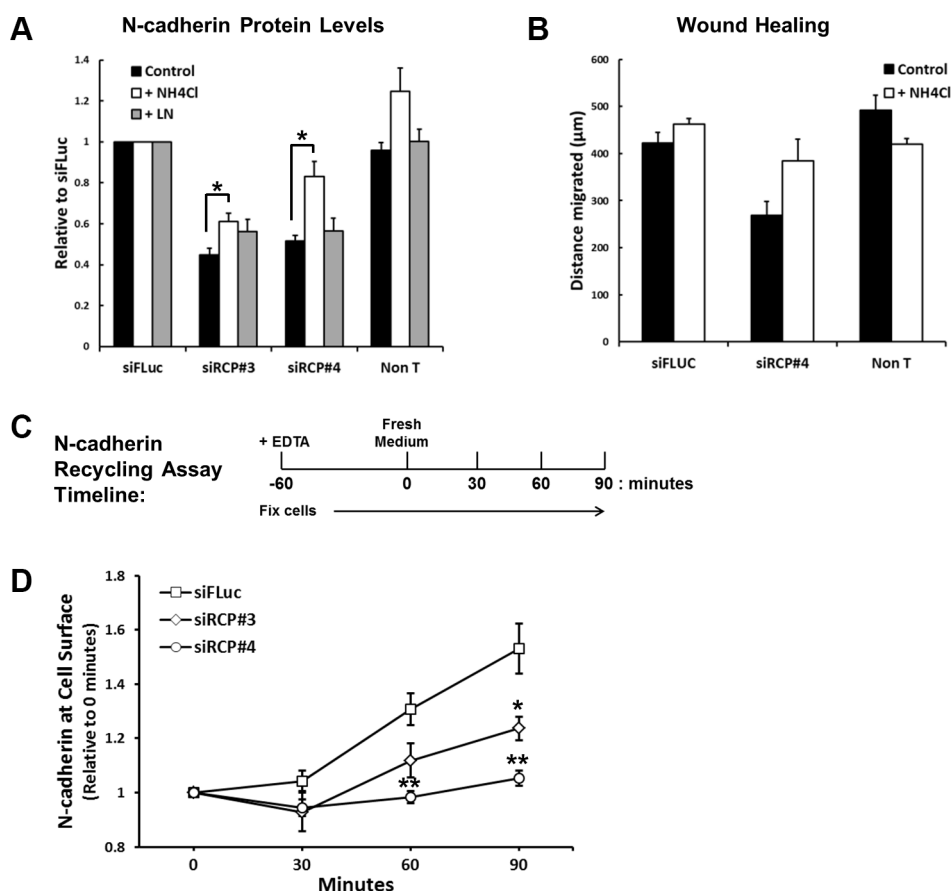 A
N-cadherin Protein Levels
Relative to siFLuc
1.4
1.2
1
0.8
0.6
0.4
0.2
0
Control
+ NH4Cl
+ LN
*
*
siFLuc
siRCP#3
siRCP#4
Non T
B
Wound Healing
Distance migrated (µm)
600
500
400
300
200
100
0
Control
+ NH4Cl
siFLUC
siRCP#4
Non T
C
N-cadherin
Recycling Assay
Timeline:
+ EDTA
Fresh
Medium
-60 0 30 60 90 : minutes
Fix cells
D
N-cadherin at Cell Surface
(Relative to 0 minutes)
1.8
1.6
1.4
1.2
1
0.8
siFLuc
siRCP#3
siRCP#4
*
**
**
0 30 60 90
Minutes